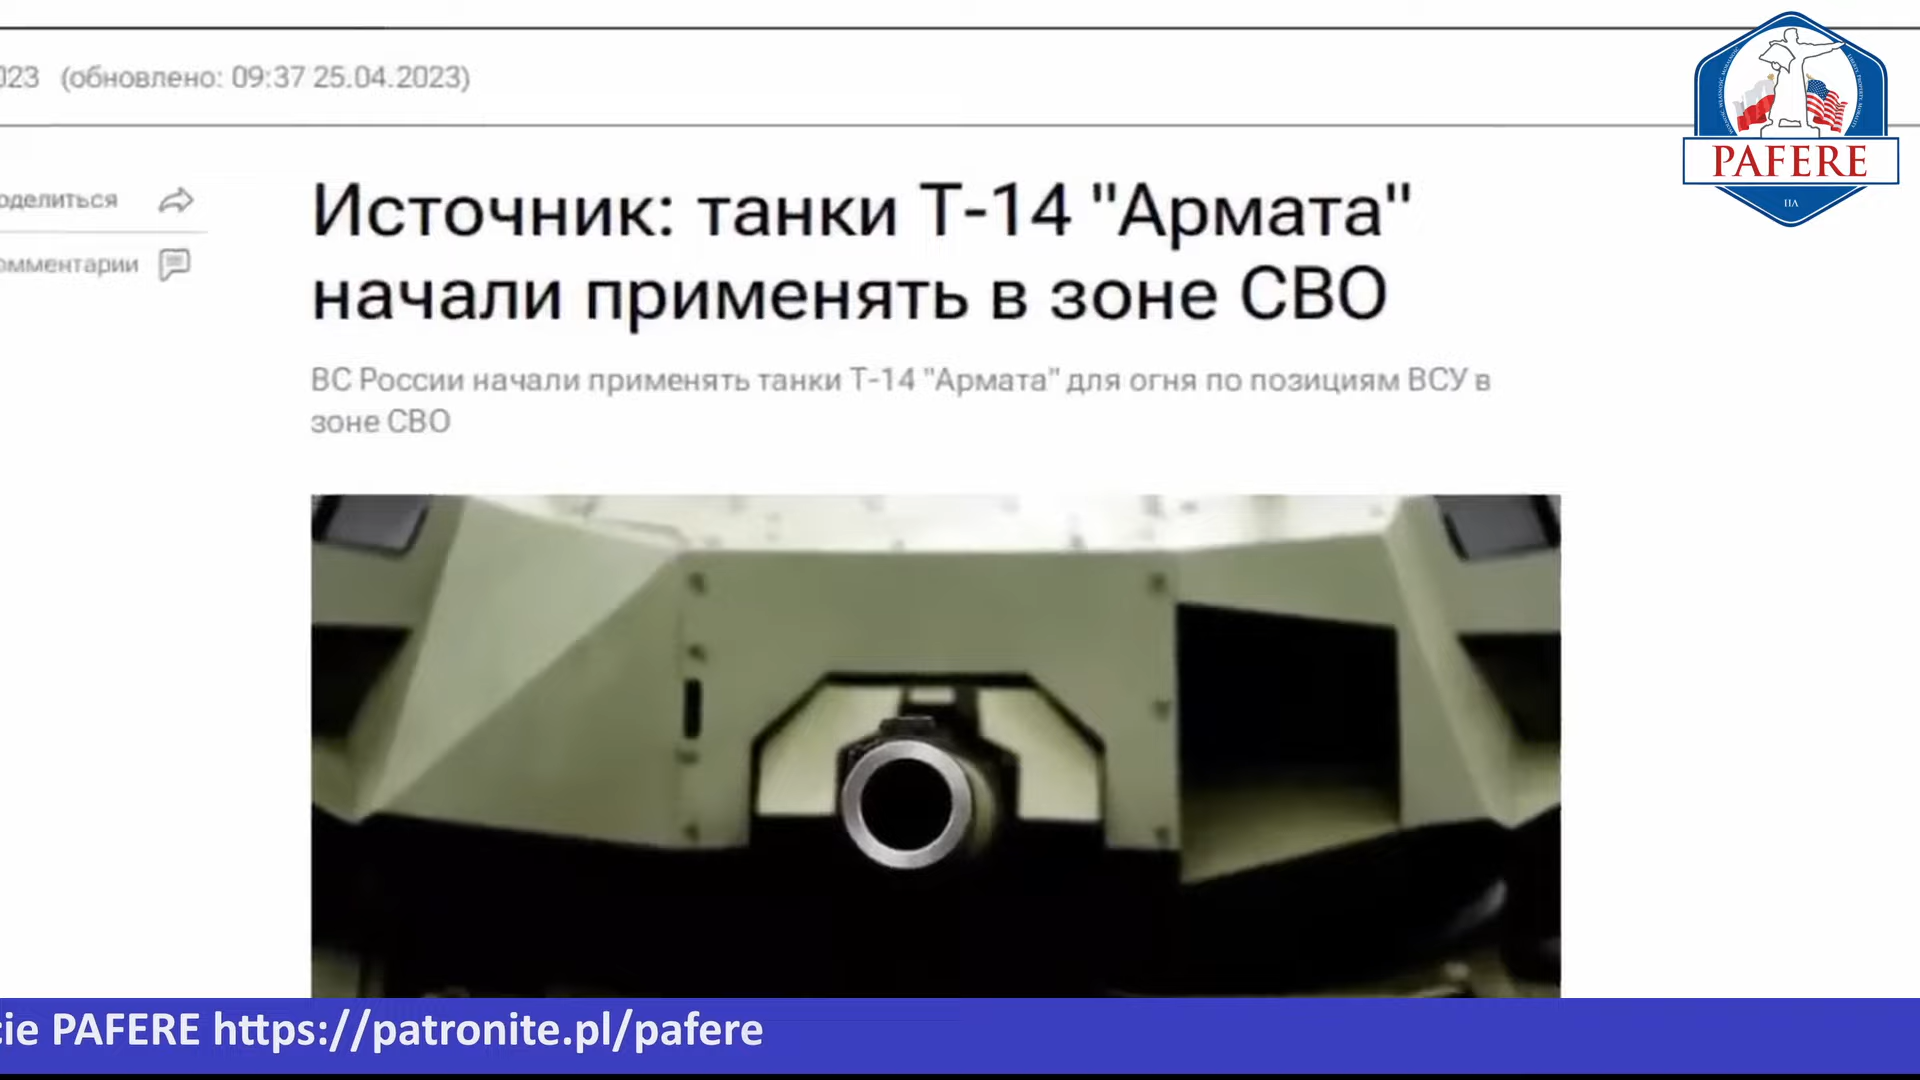 023 (обновлено: 09:37 25.04.2023)
оделиться
омментарии
Источник: танки Т-14 "Армата"
начали применять в зоне СВО
ВС России начали применять танки Т-14 "Армата" для огня по позициям ВСУ в
зоне СВО
PAFERE
cie PAFERE https://patronite.pl/pafere